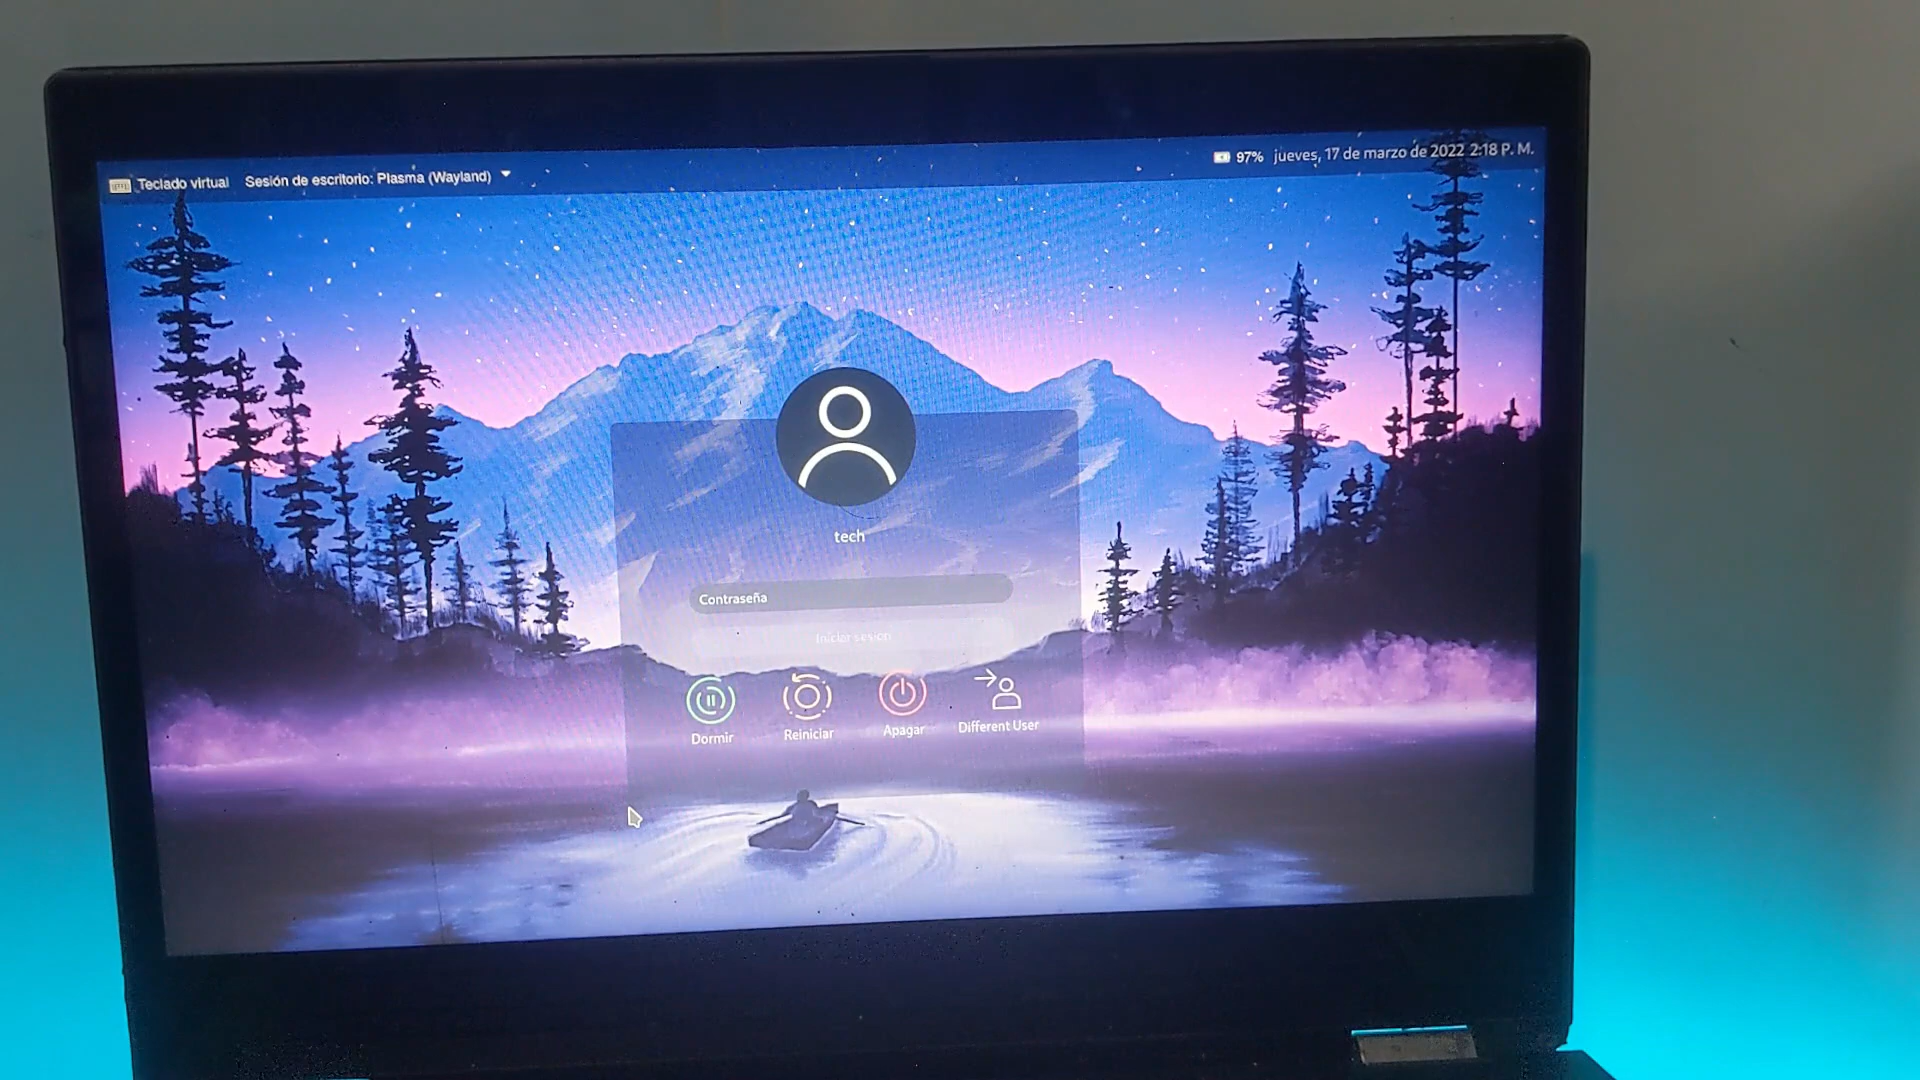 Teclado virtual Sesión de escritorio: Plasma (Wayland) 97% jueves, 17 de marzo de 2022 2:18 P. M.
tech
Contraseña
Iniciar sesión
Dormir Reiniciar Apagar Different User